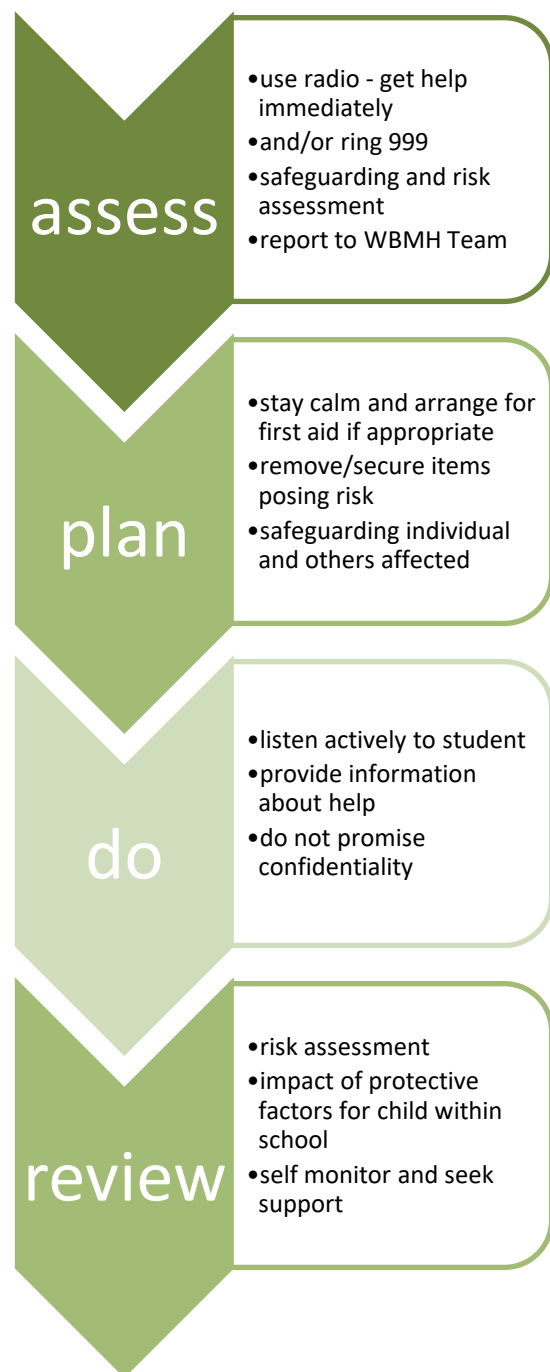 assess
•use radio - get help
immediately
•and/or ring 999
•safeguarding and risk
assessment
•report to WBMH Team
plan
•stay calm and arrange for
first aid if appropriate
•remove/secure items
posing risk
•safeguarding individual
and others affected
do
•listen actively to student
•provide information
about help
•do not promise
confidentiality
review
•risk assessment
•impact of protective
factors for child within
school
•self monitor and seek
support